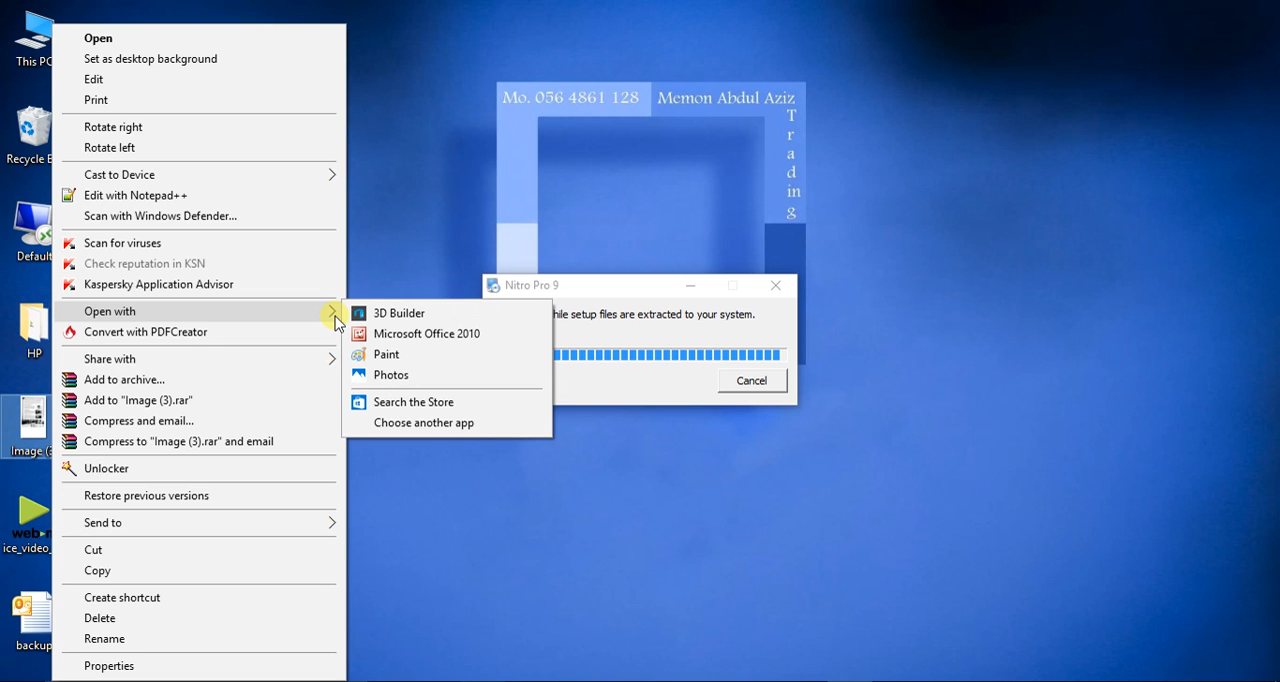 This PC
Recycle B
Default
HP
Image (3
ice_video_
backup
Open
Set as desktop background
Edit
Print
Rotate right
Rotate left
Cast to Device
Edit with Notepad++
Scan with Windows Defender...
Scan for viruses
Check reputation in KSN
Kaspersky Application Advisor
Open with
Convert with PDFCreator
Share with
Add to archive...
Add to "Image (3).rar"
Compress and email...
Compress to "Image (3).rar" and email
Unlocker
Restore previous versions
Send to
Cut
Copy
Create shortcut
Delete
Rename
Properties
3D Builder
Microsoft Office 2010
Paint
Photos
Search the Store
Choose another app
Mo. 056 4861 128
Memon Abdul Aziz
Trading
Nitro Pro 9
hile setup files are extracted to your system.
Cancel